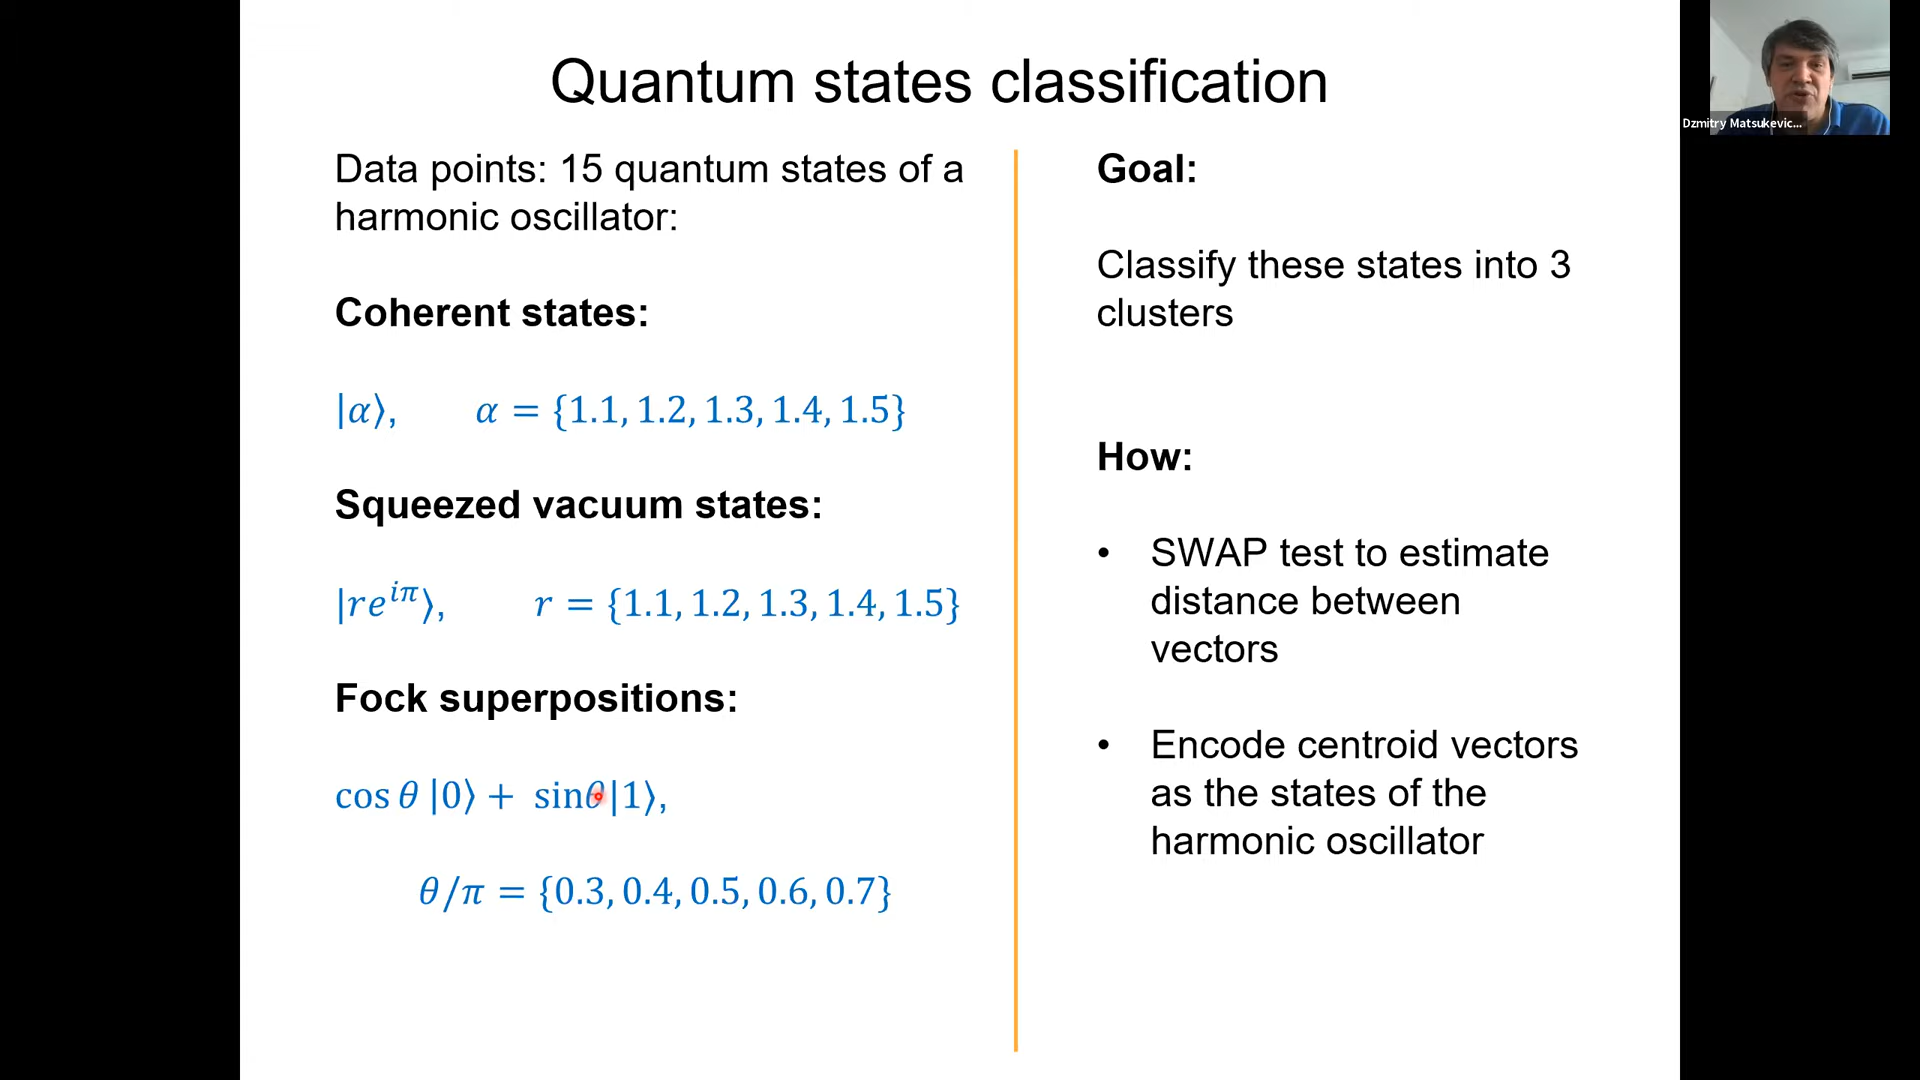 Quantum states classification
Data points: 15 quantum states of a
harmonic oscillator:
Coherent states:
|α⟩, α = {1.1, 1.2, 1.3, 1.4, 1.5}
Squeezed vacuum states:
|re^{iπ}⟩, r = {1.1, 1.2, 1.3, 1.4, 1.5}
Fock superpositions:
cos θ |0⟩ + sinθ|1⟩,
θ/π = {0.3, 0.4, 0.5, 0.6, 0.7}
Goal:
Classify these states into 3
clusters
How:
• SWAP test to estimate
distance between
vectors
• Encode centroid vectors
as the states of the
harmonic oscillator
Dzmitry Matsukevic...